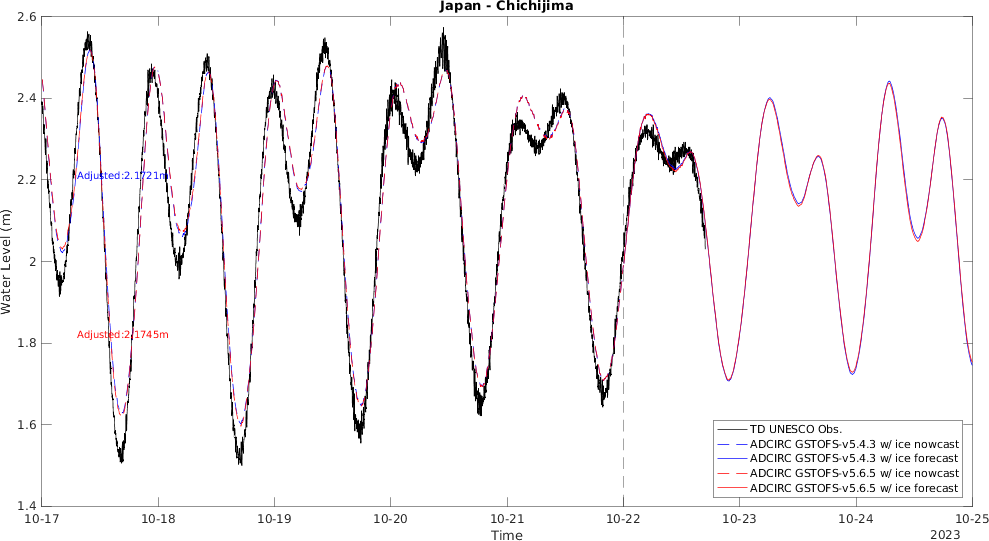 Japan - Chichijima
2.6
2.4
2.2
2
1.8
1.6
1.4
Water Level (m)
Adjusted:2.1721m
Adjusted:2.1745m
TD UNESCO Obs.
ADCIRC GSTOFS-v5.4.3 w/ ice nowcast
ADCIRC GSTOFS-v5.4.3 w/ ice forecast
ADCIRC GSTOFS-v5.6.5 w/ ice nowcast
ADCIRC GSTOFS-v5.6.5 w/ ice forecast
10-17 10-18 10-19 10-20 10-21 10-22 10-23 10-24 10-25
Time
2023